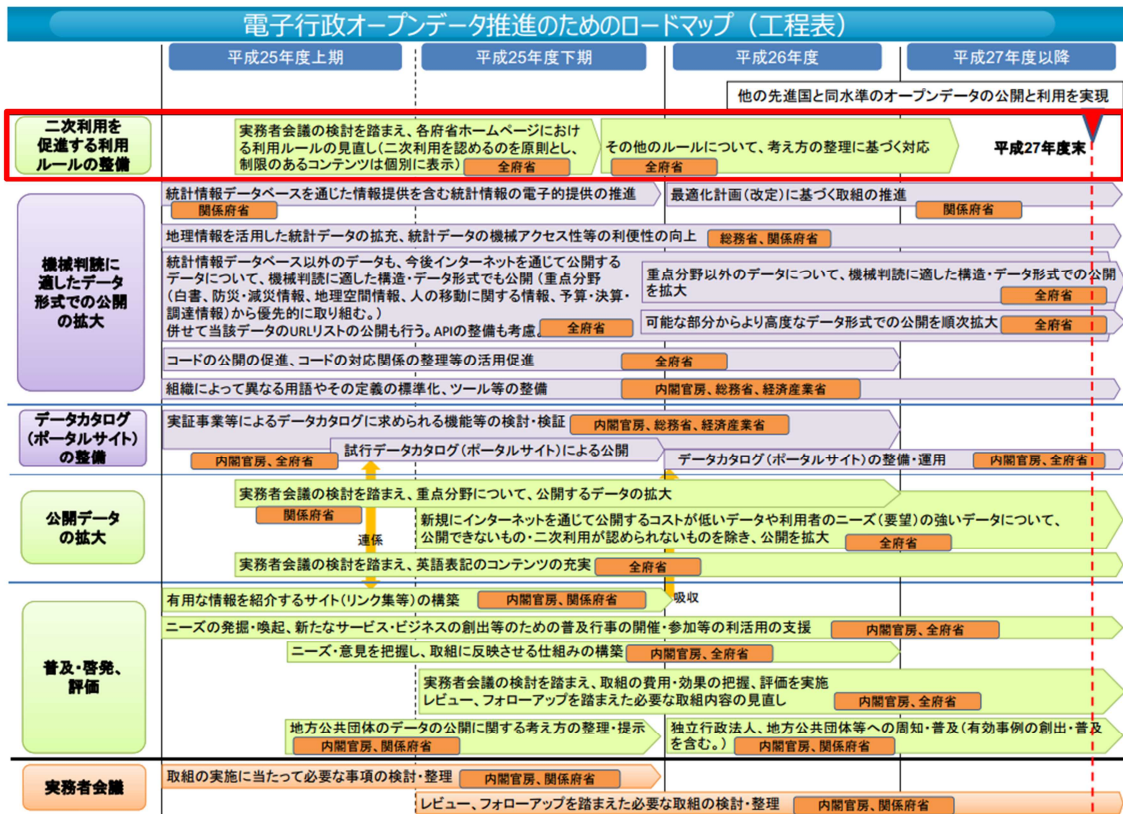 電子行政オープンデータ推進のためのロードマップ（工程表）
平成25年度上期
平成25年度下期
平成26年度
平成27年度以降
他の先進国と同水準のオープンデータの公開と利用を実現
二次利用を
促進する利用
ルールの整備
実務者会議の検討を踏まえ、各府省ホームページにおけ
る利用ルールの見直し(二次利用を認めるのを原則とし、
制限のあるコンテンツは個別に表示)
全府省
その他のルールについて、考え方の整理に基づく対応
全府省
平成27年度末
機械判読に
適したデータ
形式での公開
の拡大
統計情報データベースを通じた情報提供を含む統計情報の電子的提供の推進
関係府省
最適化計画(改定)に基づく取組の推進
関係府省
地理情報を活用した統計データの拡充、統計データの機械アクセス性等の利便性の向上
総務省、関係府省
統計情報データベース以外のデータも、今後インターネットを通じて公開する
データについて、機械判読に適した構造・データ形式でも公開（重点分野
（白書、防災・減災情報、地理空間情報、人の移動に関する情報、予算・決算・
調達情報）から優先的に取り組む。）
併せて当該データのURLリストの公開も行う。APIの整備も考慮。
全府省
重点分野以外のデータについて、機械判読に適した構造・データ形式での公開
を拡大
全府省
可能な部分からより高度なデータ形式での公開を順次拡大
全府省
コードの公開の促進、コードの対応関係の整理等の活用促進
全府省
組織によって異なる用語やその定義の標準化、ツール等の整備
内閣官房、総務省、経済産業省
データカタログ
(ポータルサイト)
の整備
実証事業等によるデータカタログに求められる機能等の検討・検証
内閣官房、総務省、経済産業省
試行データカタログ(ポータルサイト)による公開
内閣官房、全府省
データカタログ(ポータルサイト)の整備・運用
内閣官房、全府省
公開データ
の拡大
実務者会議の検討を踏まえ、重点分野について、公開するデータの拡大
関係府省
新規にインターネットを通じて公開するコストが低いデータや利用者のニーズ(要望)の強いデータについて、
公開できないもの・二次利用が認められないものを除き、公開を拡大
全府省
連係
実務者会議の検討を踏まえ、英語表記のコンテンツの充実
全府省
普及・啓発、
評価
有用な情報を紹介するサイト(リンク集等)の構築
内閣官房、関係府省
吸収
ニーズの発掘・喚起、新たなサービス・ビジネスの創出等のための普及行事の開催・参加等の利活用の支援
内閣官房、全府省
ニーズ・意見を把握し、取組に反映させる仕組みの構築
内閣官房、全府省
実務者会議の検討を踏まえ、取組の費用・効果の把握、評価を実施
レビュー、フォローアップを踏まえた必要な取組内容の見直し
内閣官房、全府省
地方公共団体のデータの公開に関する考え方の整理・提示
内閣官房、関係府省
独立行政法人、地方公共団体等への周知・普及(有効事例の創出・普及
を含む。)
内閣官房、関係府省
実務者会議
取組の実施に当たって必要な事項の検討・整理
内閣官房、関係府省
レビュー、フォローアップを踏まえた必要な取組の検討・整理
内閣官房、関係府省